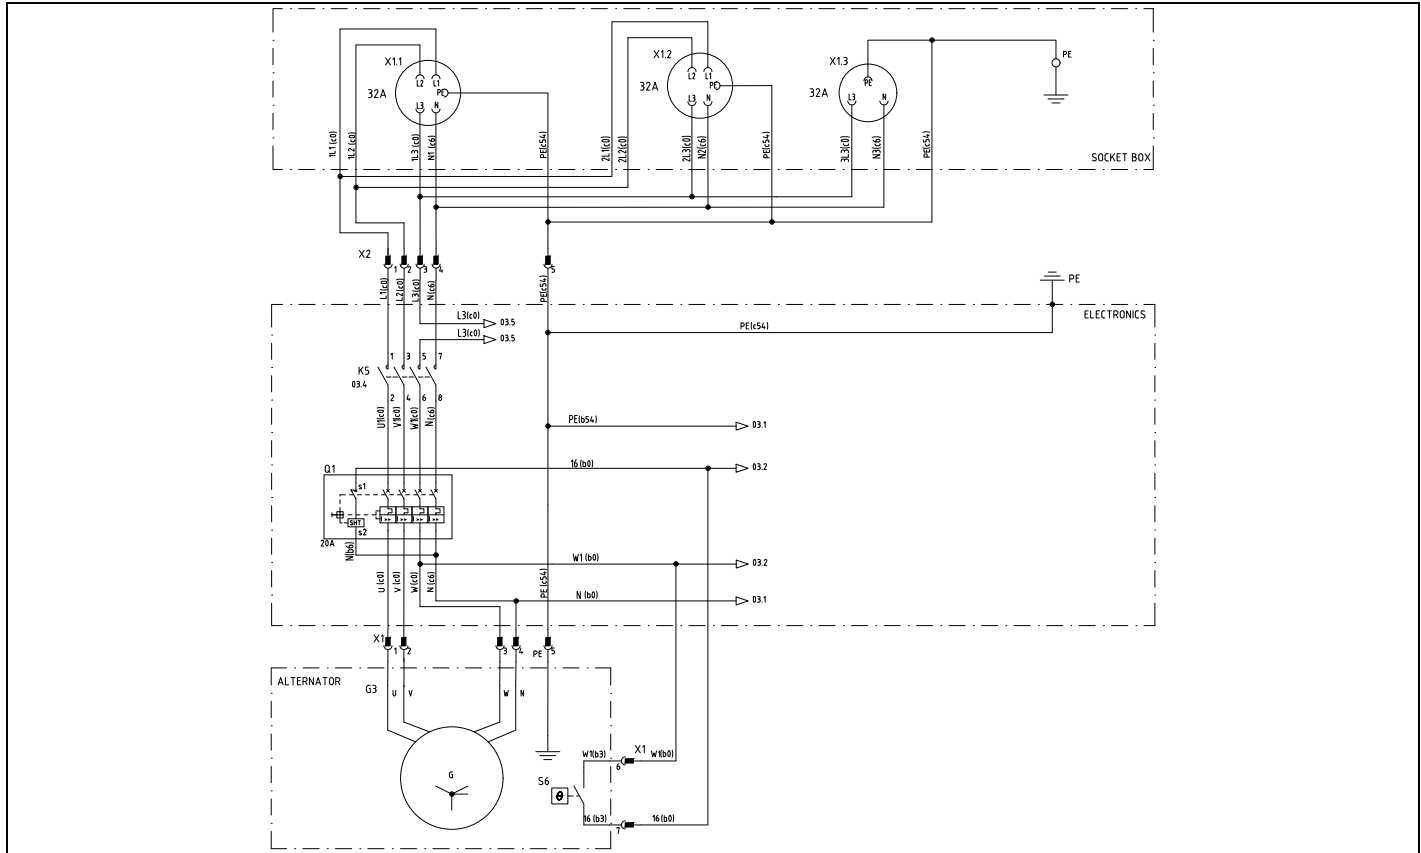 X1.1
32A
L2
L1
PE
L3
N
X1.2
32A
L2
L1
PE
L3
N
X1.3
32A
PE
L3
N
PE
1L1 (c0)
1L2 (c0)
1L3 (c0)
N1 (c6)
PE(c54)
2L1(c0)
2L2(c0)
2L3(c0)
N2(c6)
PE(c54)
3L3(c0)
N3(c6)
PE(c54)
SOCKET BOX
X2
1
2
3
4
5
L1(c0)
L2(c0)
L3(c0)
N(c6)
PE(c54)
PE
ELECTRONICS
L3(c0)
03.5
L3(c0)
03.5
PE(c54)
K5
03.4
1
3
5
7
2
4
6
8
U1(c0)
V1(c0)
W1(c0)
N(c6)
PE(b54)
03.1
16 (b0)
03.2
Q1
s1
SHT
s2
>>
>>
>>
>>
20A
N(b6)
W1 (b0)
03.2
U (c0)
V (c0)
W(c0)
N (c6)
PE (c54)
N (b0)
03.1
X1
1
2
3
4
PE
5
ALTERNATOR
G3
U
V
W
N
G
S6
θ
W1(b3)
6
X1
W1(b0)
16 (b3)
7
16 (b0)